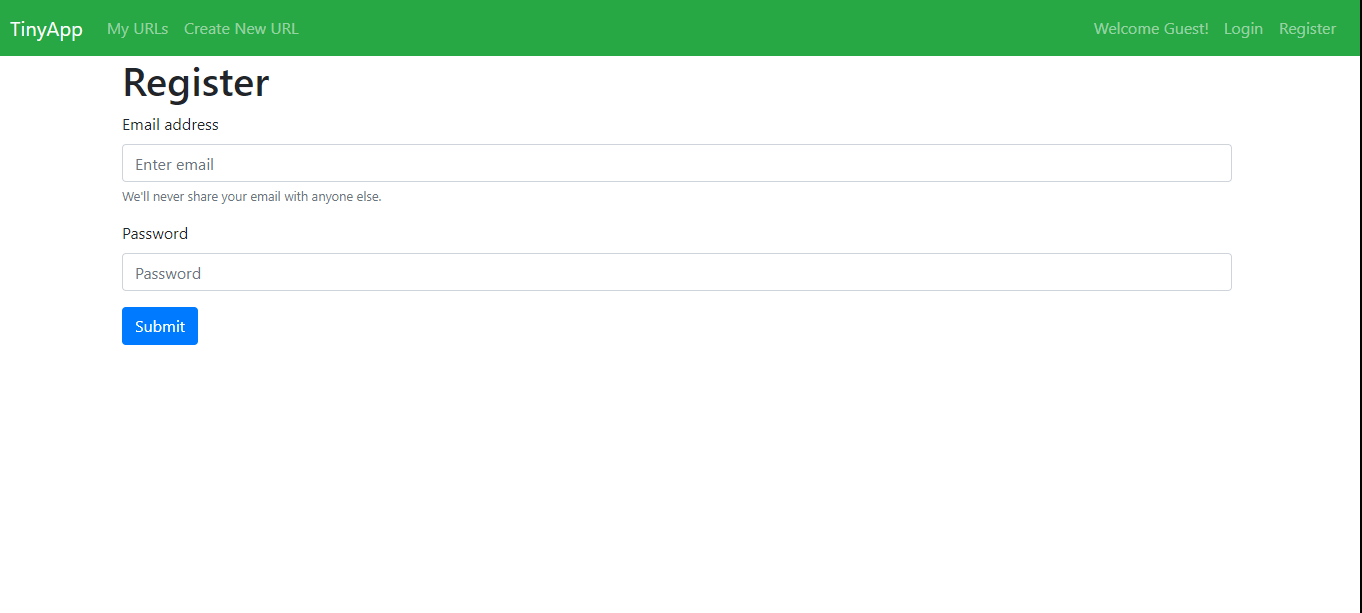 TinyApp My URLs Create New URL Welcome Guest! Login Register
Register
Email address
Enter email
We'll never share your email with anyone else.
Password
Password
Submit